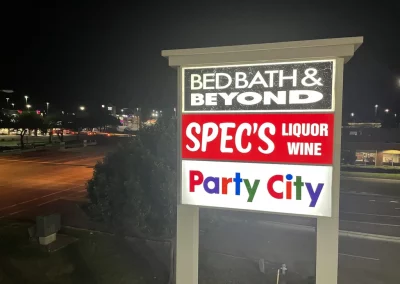 BED BATH &
BEYOND
SPEC'S LIQUOR
WINE
Party City